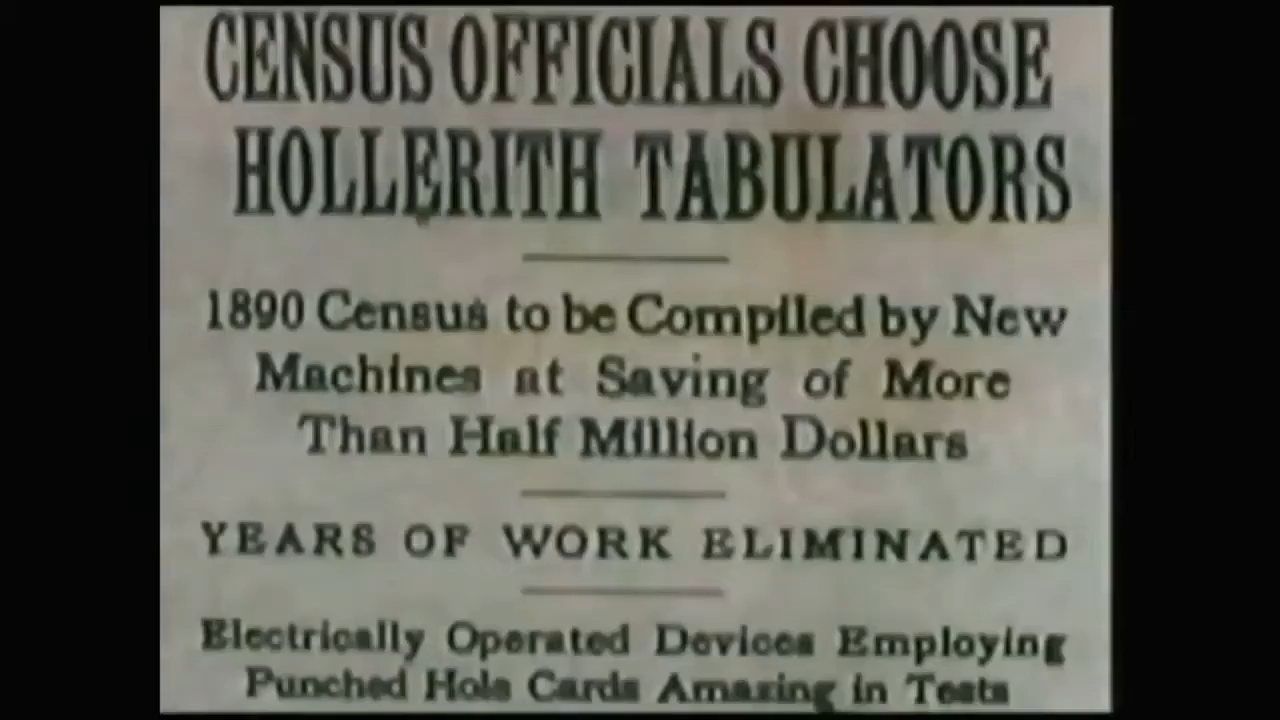 CENSUS OFFICIALS CHOOSE
HOLLERITH TABULATORS
1890 Census to be Compiled by New
Machines at Saving of More
Than Half Million Dollars
YEARS OF WORK ELIMINATED
Electrically Operated Devices Employing
Punched Hole Cards Amazing in Tests